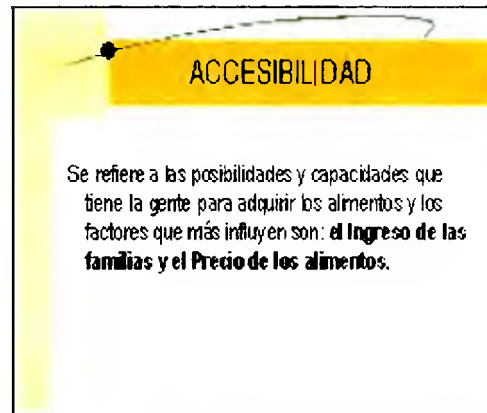 ACCESIBILIDAD
Se refiere a las posibilidades y capacidades que
tiene la gente para adquirir los alimentos y los
factores que más influyen son: el Ingreso de las
familias y el Precio de los alimentos.